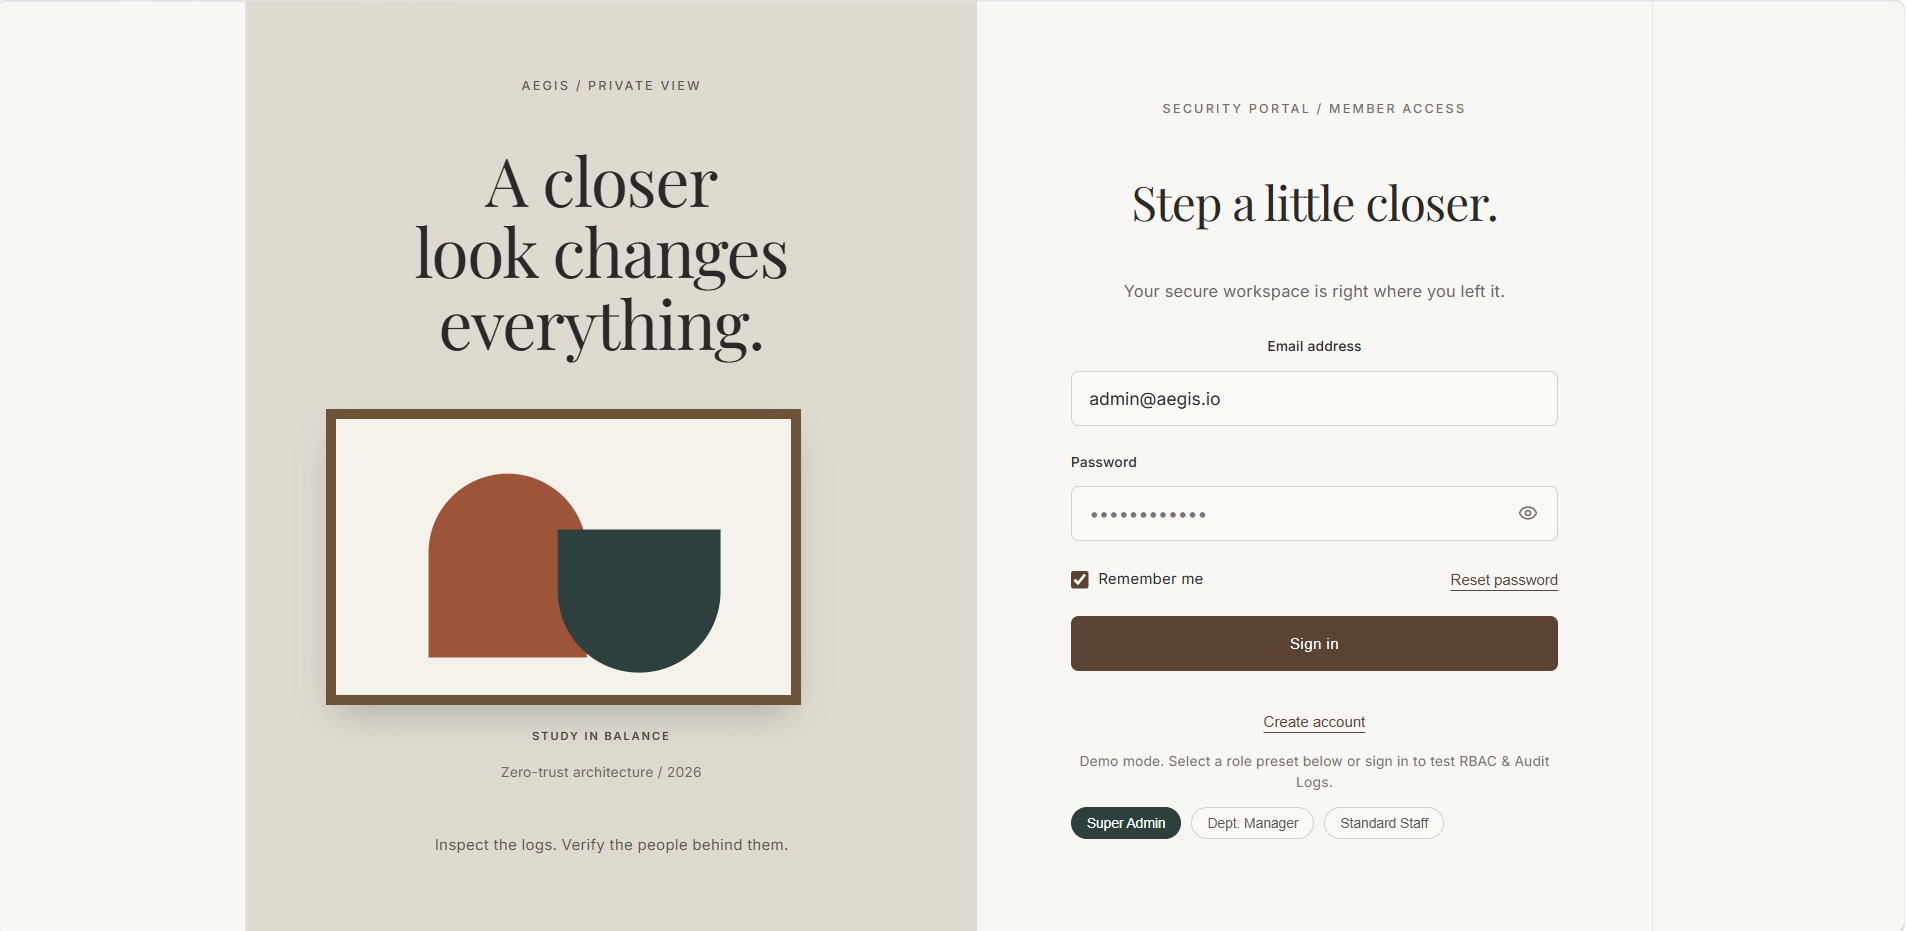 AEGIS / PRIVATE VIEW
A closer
look changes
everything.
STUDY IN BALANCE
Zero-trust architecture / 2026
Inspect the logs. Verify the people behind them.
SECURITY PORTAL / MEMBER ACCESS
Step a little closer.
Your secure workspace is right where you left it.
Email address
admin@aegis.io
Password
••••••••••••
Remember me
Reset password
Sign in
Create account
Demo mode. Select a role preset below or sign in to test RBAC & Audit
Logs.
Super Admin
Dept. Manager
Standard Staff